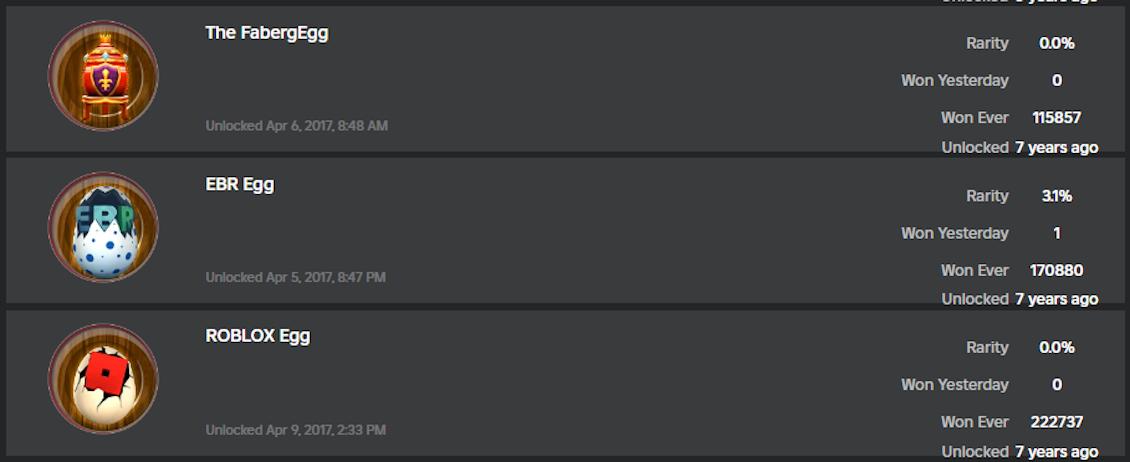 Unlocked 8 years ago
The FabergEgg
Rarity 0.0%
Won Yesterday 0
Won Ever 115857
Unlocked Apr 6, 2017, 8:48 AM
Unlocked 7 years ago
EBR Egg
EBR
Rarity 3.1%
Won Yesterday 1
Won Ever 170880
Unlocked Apr 5, 2017, 8:47 PM
Unlocked 7 years ago
ROBLOX Egg
Rarity 0.0%
Won Yesterday 0
Won Ever 222737
Unlocked Apr 9, 2017, 2:33 PM
Unlocked 7 years ago